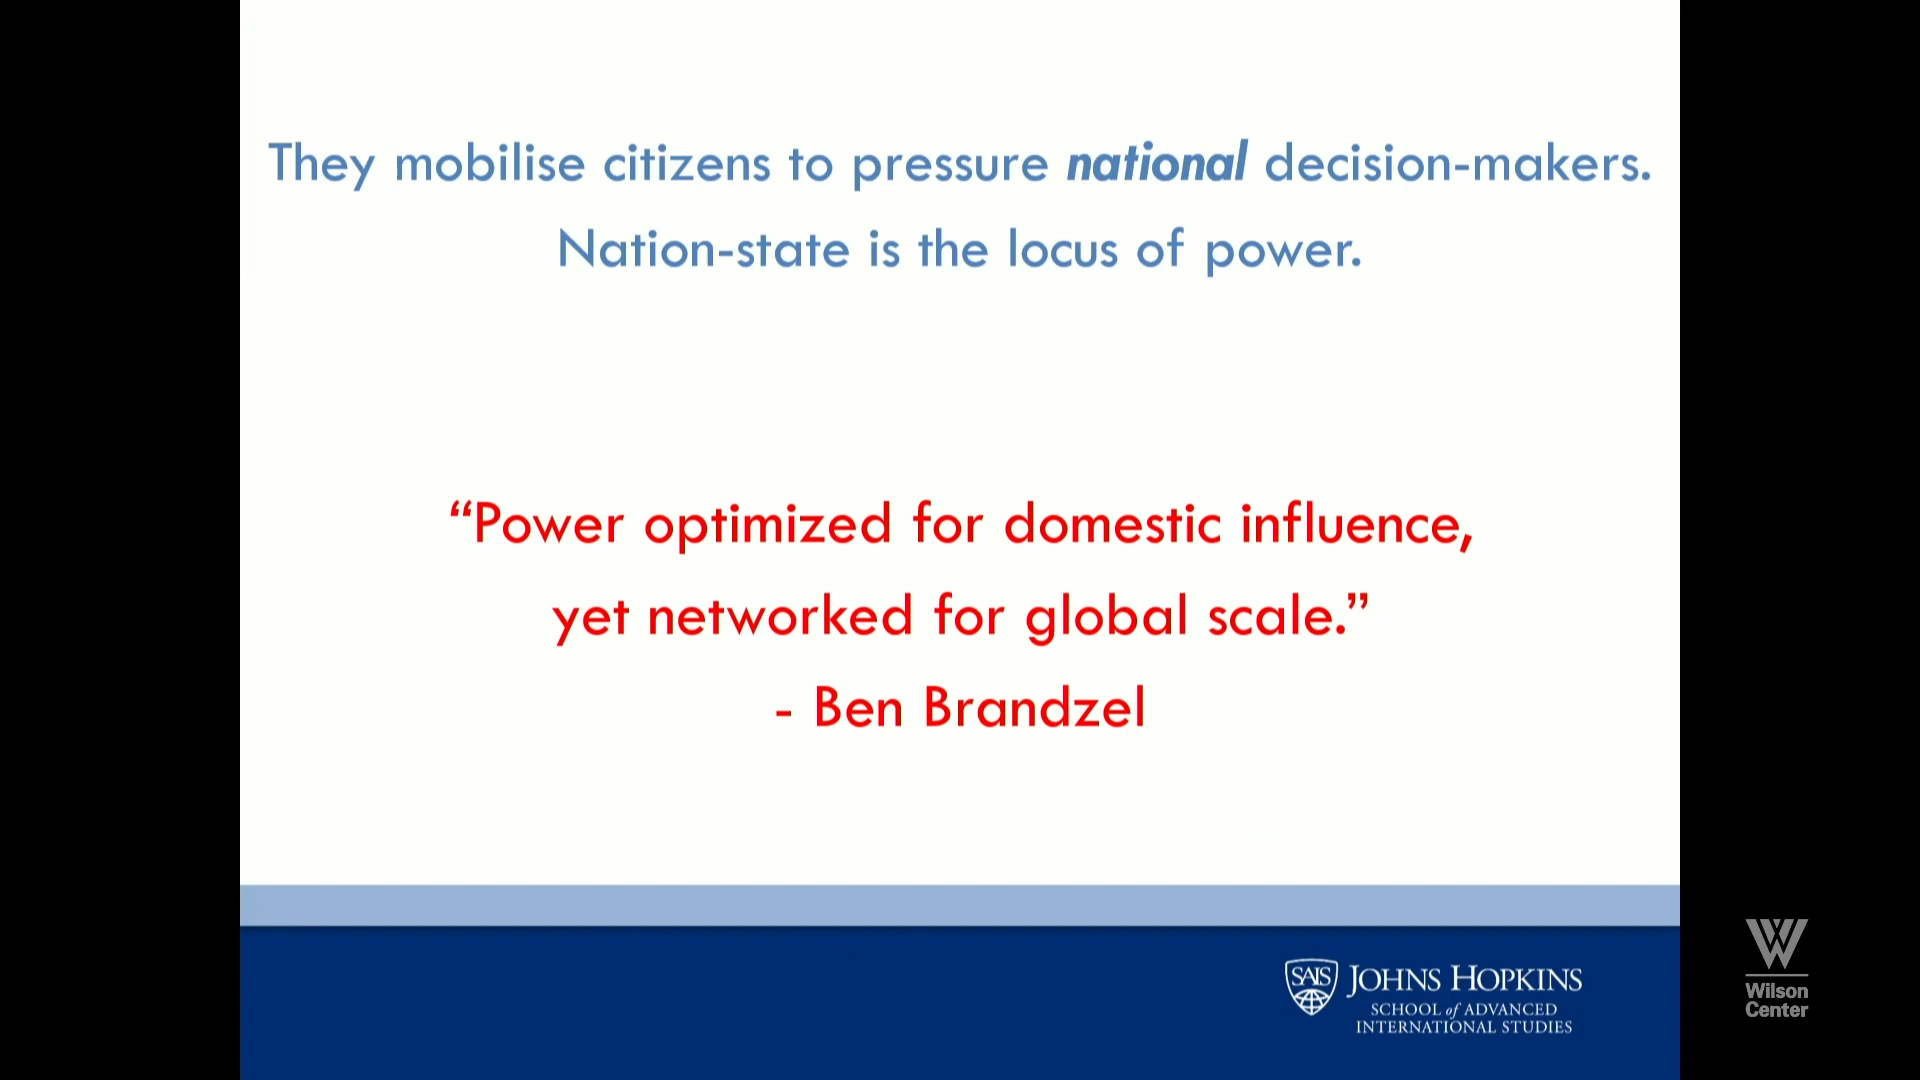 They mobilise citizens to pressure national decision-makers.
Nation-state is the locus of power.
“Power optimized for domestic influence,
yet networked for global scale.”
- Ben Brandzel
SAIS
JOHNS HOPKINS
SCHOOL of ADVANCED
INTERNATIONAL STUDIES
W
Wilson
Center